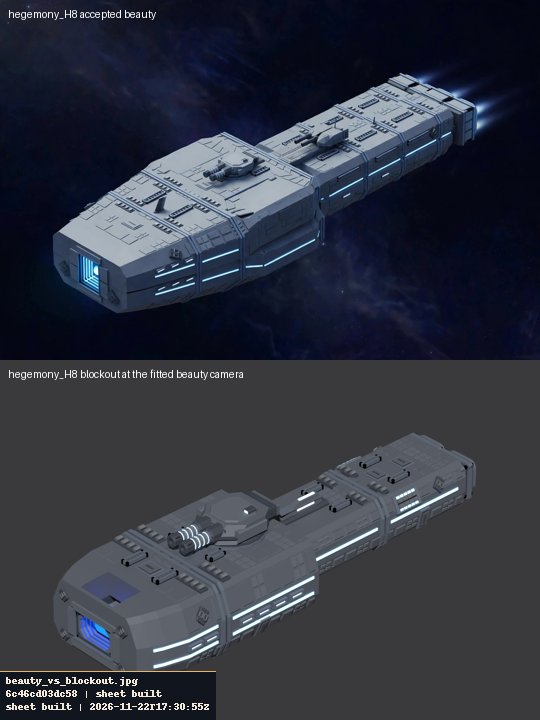 hegemony_H8 accepted beauty
hegemony_H8 blockout at the fitted beauty camera
beauty_vs_blockout.jpg
6c46cd03dc58 | sheet built
sheet built | 2026-11-22r17:30:55z